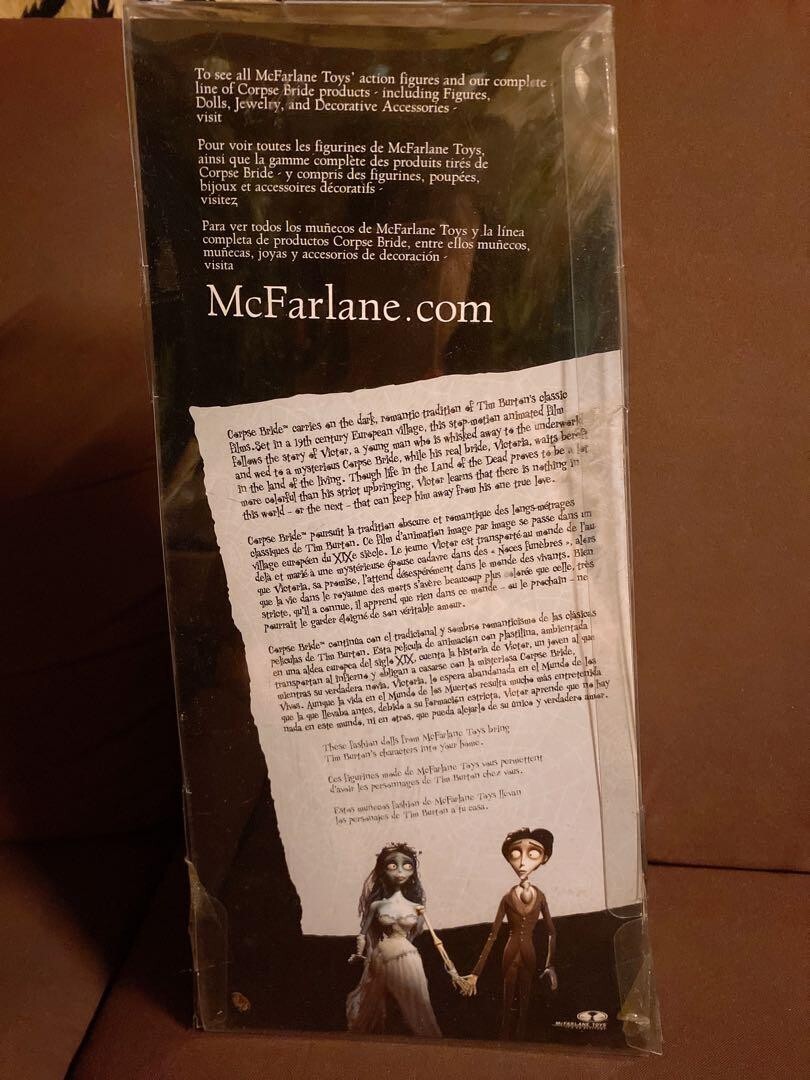 To see all McFarlane Toys' action figures and our complete
line of Corpse Bride products - including Figures,
Dolls, Jewelry, and Decorative Accessories -
visit
Pour voir toutes les figurines de McFarlane Toys,
ainsi que la gamme complète des produits tirés de
Corpse Bride - y compris des figurines, poupées,
bijoux et accessoires décoratifs -
visitez
Para ver todos los muñecos de McFarlane Toys y la línea
completa de productos Corpse Bride, entre ellos muñecos,
muñecas, joyas y accesorios de decoración -
visita
McFarlane.com
Corpse Bride™ carries on the dark, romantic tradition of Tim Burton's classic
films. Set in a 19th century European village, this stop-motion animated film
follows the story of Victor, a young man who is whisked away to the underworld
and wed to a mysterious Corpse Bride, while his real bride, Victoria, waits bereft
in the land of the living. Though life in the Land of the Dead proves to be a lot
more colorful than his strict upbringing, Victor learns that there is nothing in
this world - or the next - that can keep him away from his one true love.
Corpse Bride™ poursuit la tradition obscure et romantique des longs-métrages
classiques de Tim Burton. Ce film d'animation image par image se passe dans un
village européen du XIXe siècle. Le jeune Victor est transporté au monde de l'au
delà et marié à une mystérieuse épouse cadavre dans des « Noces funèbres », alors
que Victoria, sa promise, l'attend désespérément dans le monde des vivants. Bien
que la vie dans le royaume des morts s'avère beaucoup plus colorée que celle, très
stricte, qu'il a connue, il apprend que rien dans ce monde - ou le prochain - ne
pourrait le garder éloigné de son véritable amour.
Corpse Bride™ continúa con el tradicional y sombrío romanticismo de las clásicas
películas de Tim Burton. Esta película de animación con plastilina, ambientada
en una aldea europea del siglo XIX, cuenta la historia de Victor, un joven al que
transportan al infierno y obligan a casarse con la misteriosa Corpse Bride,
mientras su verdadera novia, Victoria, lo espera abandonada en el Mundo de los
Vivos. Aunque la vida en el Mundo de los Muertos resulta mucho más entretenida
que la que llevaba antes, debido a su formación estricta, Victor aprende que no hay
nada en este mundo, ni en otros, que pueda alejarlo de su único y verdadero amor.
These fashion dolls from McFarlane Toys bring
Tim Burton's characters into your home.
Ces figurines mode de McFarlane Toys vous permettent
d'avoir les personnages de Tim Burton chez vous.
Estas muñecas fashion de McFarlane Toys llevan
los personajes de Tim Burton a tu casa.
McFARLANE TOYS